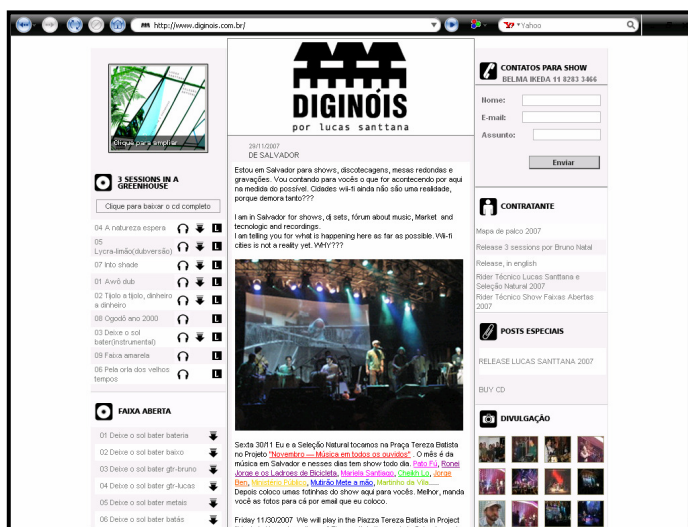 http://www.diginois.com.br/
Yahoo
Clique para ampliar
3 SESSIONS IN A
GREENHOUSE
Clique para baixar o cd completo
04 A natureza espera
05
Lycra-limão(dubversão)
07 Into shade
01 Awô dub
02 Tijolo a tijolo, dinheiro
a dinheiro
08 Ogodô ano 2000
03 Deixe o sol
bater(instrumental)
09 Faixa amarela
06 Pela orla dos velhos
tempos
FAIXA ABERTA
01 Deixe o sol bater bateria
02 Deixe o sol bater baixo
03 Deixe o sol bater gtr-bruno
04 Deixe o sol bater gtr-lucas
05 Deixe o sol bater metais
06 Deixe o sol bater batás
DIGINÓIS
por lucas santtana
29/11/2007
DE SALVADOR
Estou em Salvador para shows, discotecagens, mesas redondas e
gravações. Vou contando para vocês o que for acontecendo por aqui
na medida do possível. Cidades wii-fi ainda não são uma realidade,
porque demora tanto???
I am in Salvador for shows, dj sets, fórum about music, Market and
tecnologic and recordings.
I am telling you for what is happening here as far as possible. Wii-fi
cities is not a reality yet. WHY???
Sexta 30/11 Eu e a Seleção Natural tocamos na Praça Tereza Batista
no Projeto "Novembro — Música em todos os ouvidos" . O mês é da
música em Salvador e nesses dias tem show todo dia. Pato Fú, Ronei
Jorge e os Ladroes de Bicicleta, Mariela Santiago, Cheikh Lo, Jorge
Ben, Ministério Público, Mutirão Mete a mão, Martinho da Vila.....
Depois coloco umas fotinhas do show aqui para vocês. Melhor, manda
você as fotos para cá por email que eu coloco.
Friday 11/30/2007 We will play in the Piazza Tereza Batista in Project
CONTATOS PARA SHOW
BELMA IKEDA 11 8283 3466
Nome:
E-mail:
Assunto:
Enviar
CONTRATANTE
Mapa de palco 2007
Release 3 sessions por Bruno Natal
Release, in english
Rider Técnico Lucas Santtana e
Seleção Natural 2007
Rider Técnico Show Faixas Abertas
2007
POSTS ESPECIAIS
RELEASE LUCAS SANTTANA 2007
BUY CD
DIVULGAÇÃO